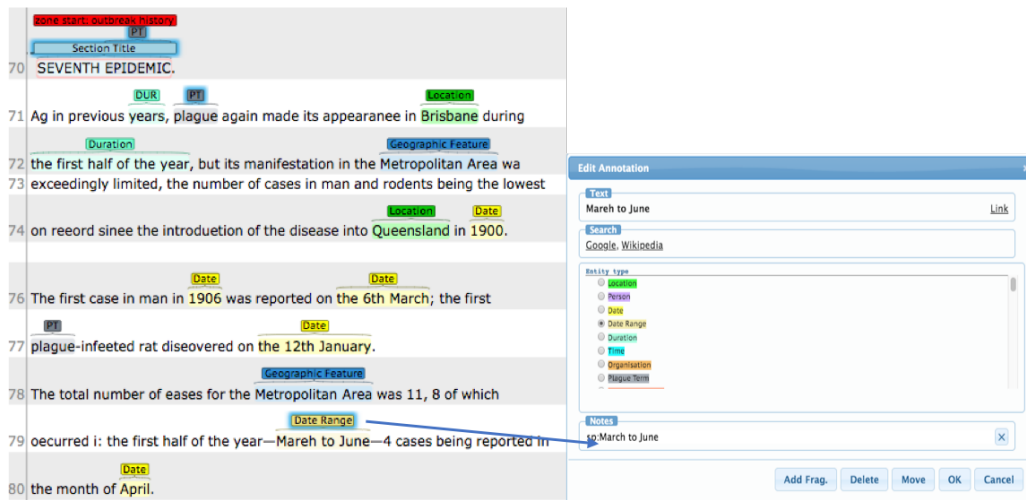 zone start: outbreak history
PT
Section Title
70 SEVENTH EPIDEMIC.
DUR PT Location
71 Ag in previous years, plague again made its appearanee in Brisbane during
Duration Geographic Feature
72 the first half of the year, but its manifestation in the Metropolitan Area wa
73 exceedingly limited, the number of cases in man and rodents being the lowest
Location Date
74 on reeord sinee the introduetion of the disease into Queensland in 1900.
Date Date
76 The first case in man in 1906 was reported on the 6th March; the first
PT Date
77 plague-infeeted rat diseovered on the 12th January.
Geographic Feature
78 The total number of eases for the Metropolitan Area was 11, 8 of which
Date Range
79 oecurred i: the first half of the year—Mareh to June—4 cases being reported in
Date
80 the month of April.
Edit Annotation
Text
Mareh to June Link
Search
Google, Wikipedia
Entity type
Location
Person
Date
Date Range
Duration
Time
Organisation
Plague Term
Notes
sp:March to June X
Add Frag. Delete Move OK Cancel